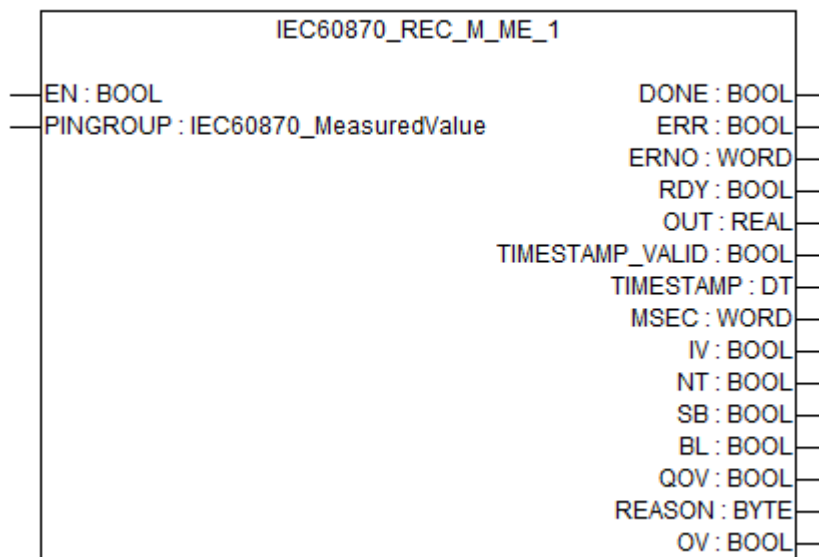 IEC60870_REC_M_ME_1
EN : BOOL DONE : BOOL
PINGROUP : IEC60870_MeasuredValue ERR : BOOL
ERNO : WORD
RDY : BOOL
OUT : REAL
TIMESTAMP_VALID : BOOL
TIMESTAMP : DT
MSEC : WORD
IV : BOOL
NT : BOOL
SB : BOOL
BL : BOOL
QOV : BOOL
REASON : BYTE
OV : BOOL